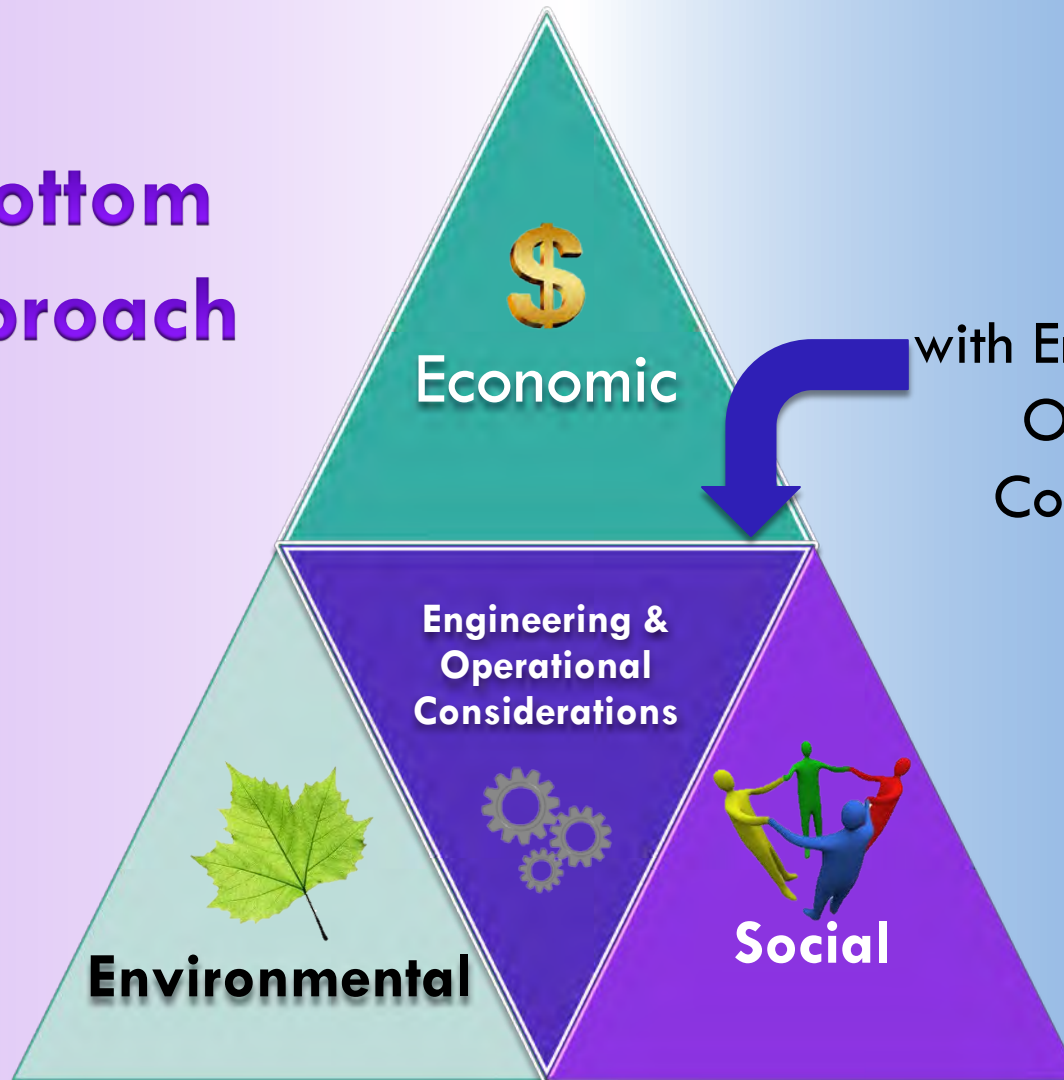 ottom
proach
$
Economic
with E
O
Co
Engineering &
Operational
Considerations
Environmental
Social